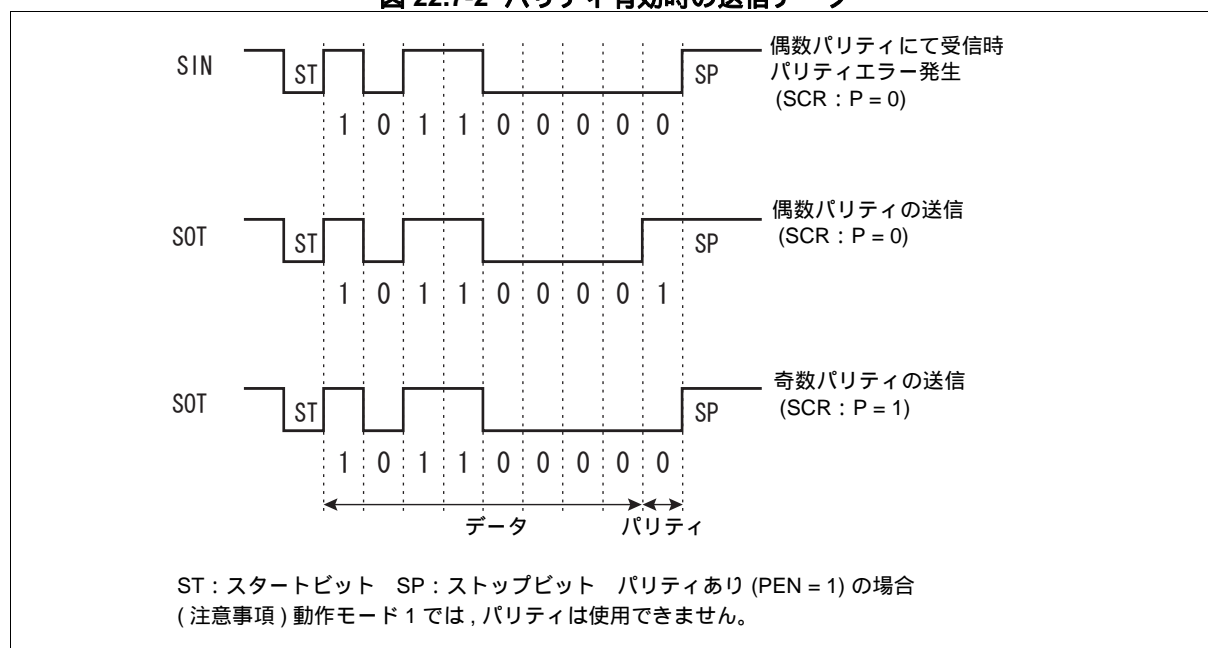 図 22.7-2 パリティ有効時の送信データ
SIN
ST
SP
偶数パリティにて受信時
パリティエラー発生
(SCR : P = 0)
1 0 1 1 0 0 0 0 0
SOT
ST
SP
偶数パリティの送信
(SCR : P = 0)
1 0 1 1 0 0 0 0 1
SOT
ST
SP
奇数パリティの送信
(SCR : P = 1)
1 0 1 1 0 0 0 0 0
データ
パリティ
ST : スタートビット SP : ストップビット パリティあり (PEN = 1) の場合
( 注意事項 ) 動作モード 1 では , パリティは使用できません。